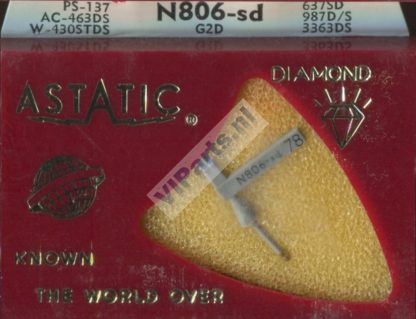 PS-137
AC-463DS
W-430STDS
N806-sd
G2D
637SD
987D/S
3363DS
ASTATIC
®
DIAMOND
VIParts.nl
N806-sd 78
KNOWN
THE WORLD OVER